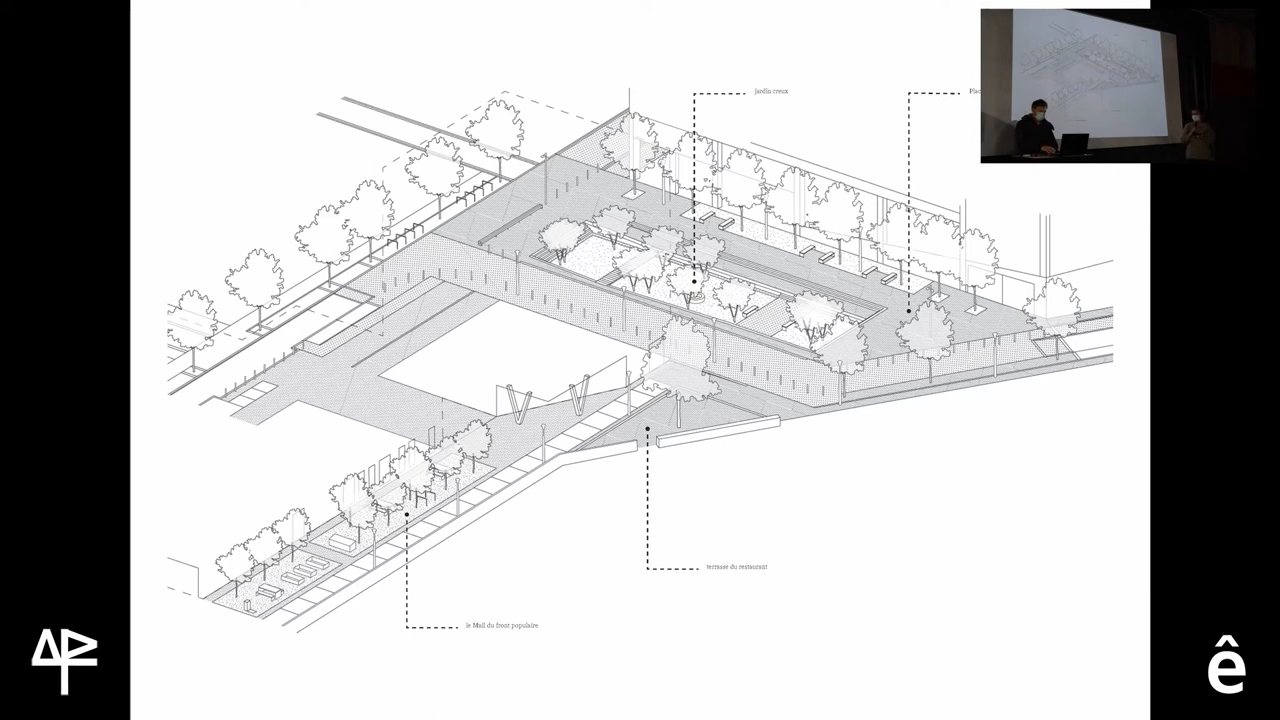 jardin creux
terrasse du restaurant
le Mail du front populaire
ê